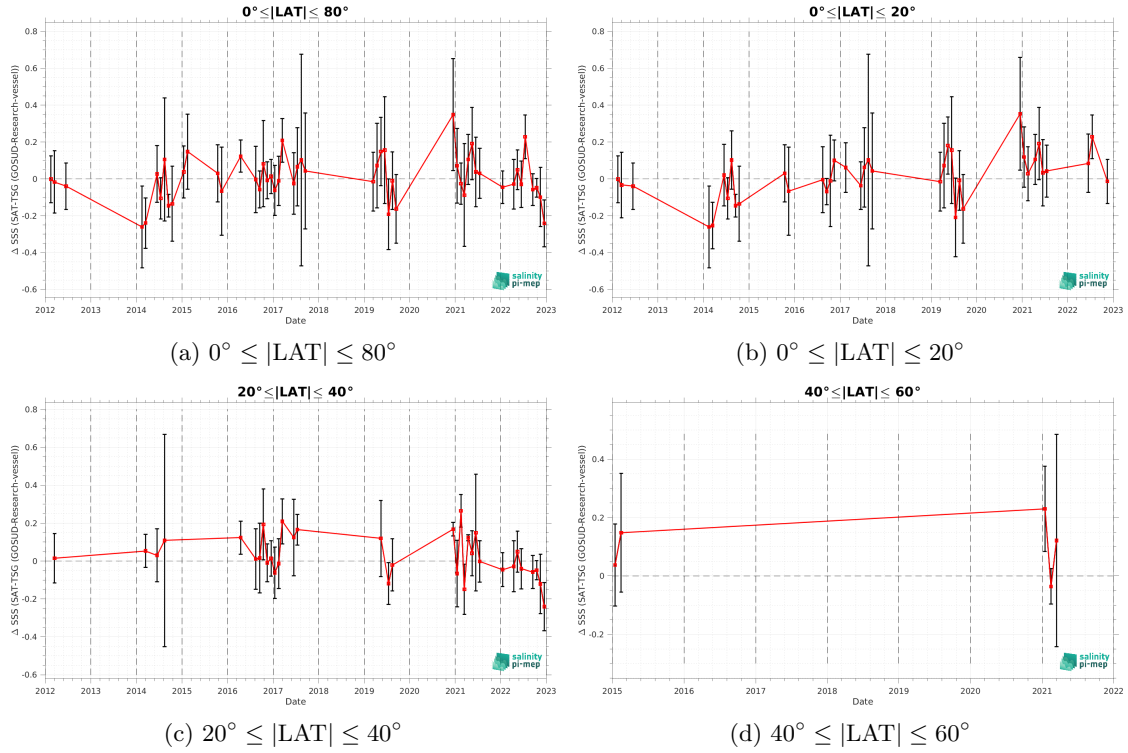 0°≤|LAT|≤ 80°
Δ SSS (SAT-TSG (GOSUD-Research-vessel))
0.8
0.6
0.4
0.2
0
-0.2
-0.4
-0.6
2012 2013 2014 2015 2016 2017 2018 2019 2020 2021 2022 2023
Date
salinity
pi-mep
(a) 0° ≤ |LAT| ≤ 80°
0°≤|LAT|≤ 20°
Δ SSS (SAT-TSG (GOSUD-Research-vessel))
0.8
0.6
0.4
0.2
0
-0.2
-0.4
-0.6
2012 2013 2014 2015 2016 2017 2018 2019 2020 2021 2022 2023
Date
salinity
pi-mep
(b) 0° ≤ |LAT| ≤ 20°
20°≤|LAT|≤ 40°
Δ SSS (SAT-TSG (GOSUD-Research-vessel))
0.8
0.6
0.4
0.2
0
-0.2
-0.4
-0.6
2012 2013 2014 2015 2016 2017 2018 2019 2020 2021 2022 2023
Date
salinity
pi-mep
(c) 20° ≤ |LAT| ≤ 40°
40°≤|LAT|≤ 60°
Δ SSS (SAT-TSG (GOSUD-Research-vessel))
0.4
0.2
0
-0.2
2015 2016 2017 2018 2019 2020 2021 2022
Date
salinity
pi-mep
(d) 40° ≤ |LAT| ≤ 60°